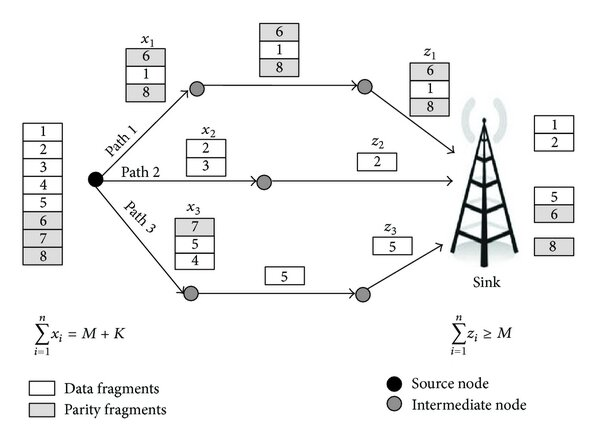 x₁
6
1
8
6
1
8
z₁
6
1
8
1
2
3
4
5
6
7
8
Path 1
Path 2
Path 3
x₂
2
3
z₂
2
x₃
7
5
4
5
z₃
5
1
2
5
6
8
Sink
n
∑ xᵢ = M + K
i=1
n
∑ zᵢ ≥ M
i=1
Data fragments
Parity fragments
Source node
Intermediate node